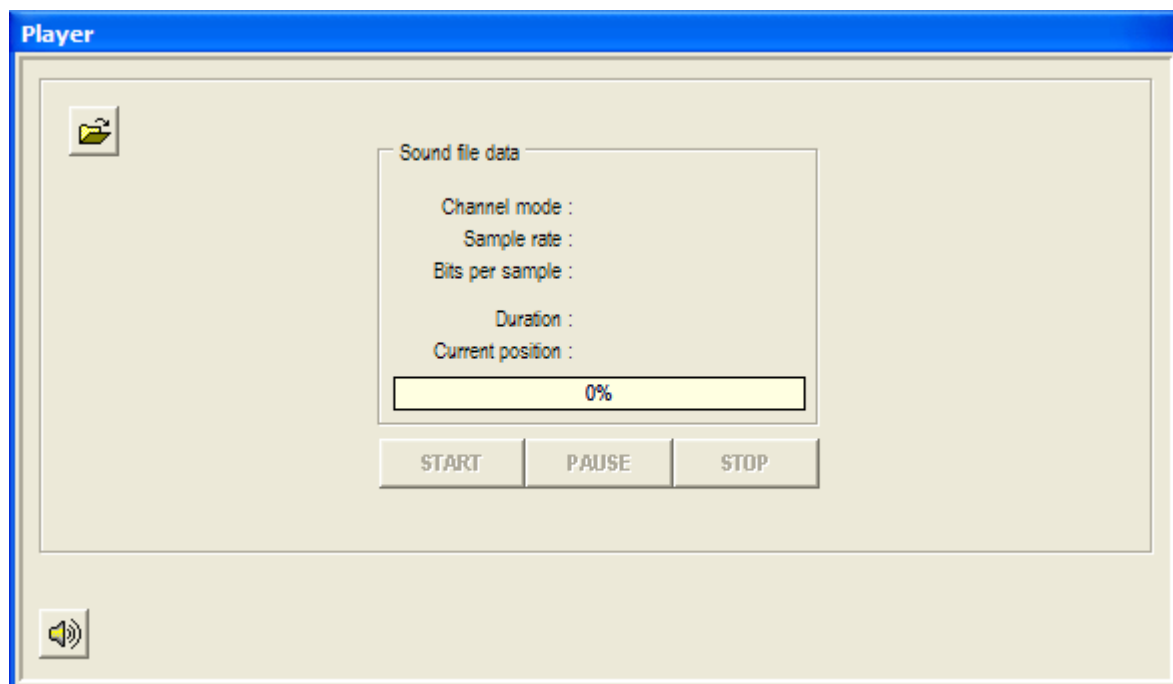 Player
Sound file data
Channel mode :
Sample rate :
Bits per sample :
Duration :
Current position :
0%
START PAUSE STOP